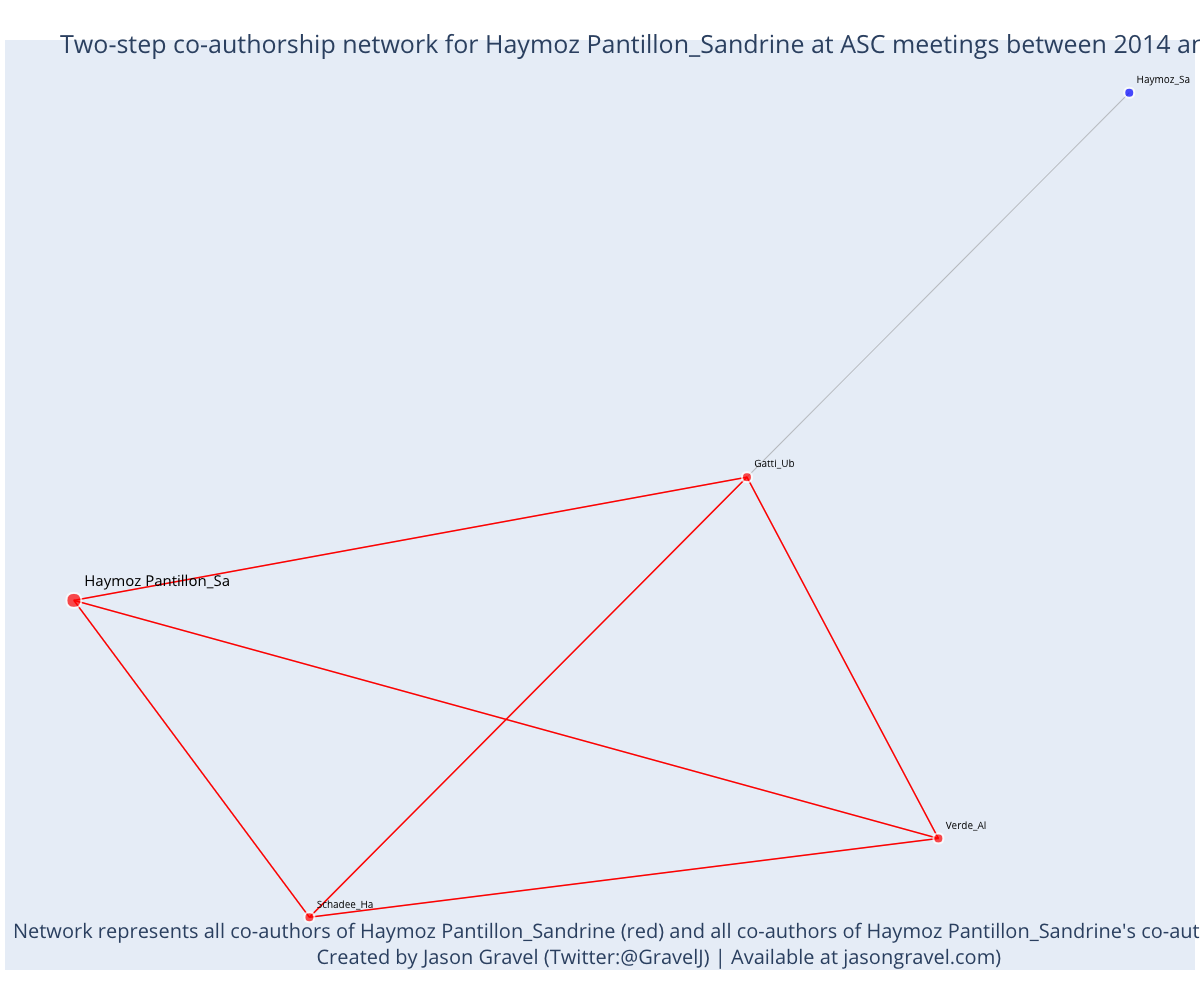 Two-step co-authorship network for Haymoz Pantillon_Sandrine at ASC meetings between 2014 ar
Haymoz_Sa
Gatti_Ub
Haymoz Pantillon_Sa
Verde_Al
Schadee_Ha
Network represents all co-authors of Haymoz Pantillon_Sandrine (red) and all co-authors of Haymoz Pantillon_Sandrine's co-aut
Created by Jason Gravel (Twitter:@GravelJ) | Available at jasongravel.com)